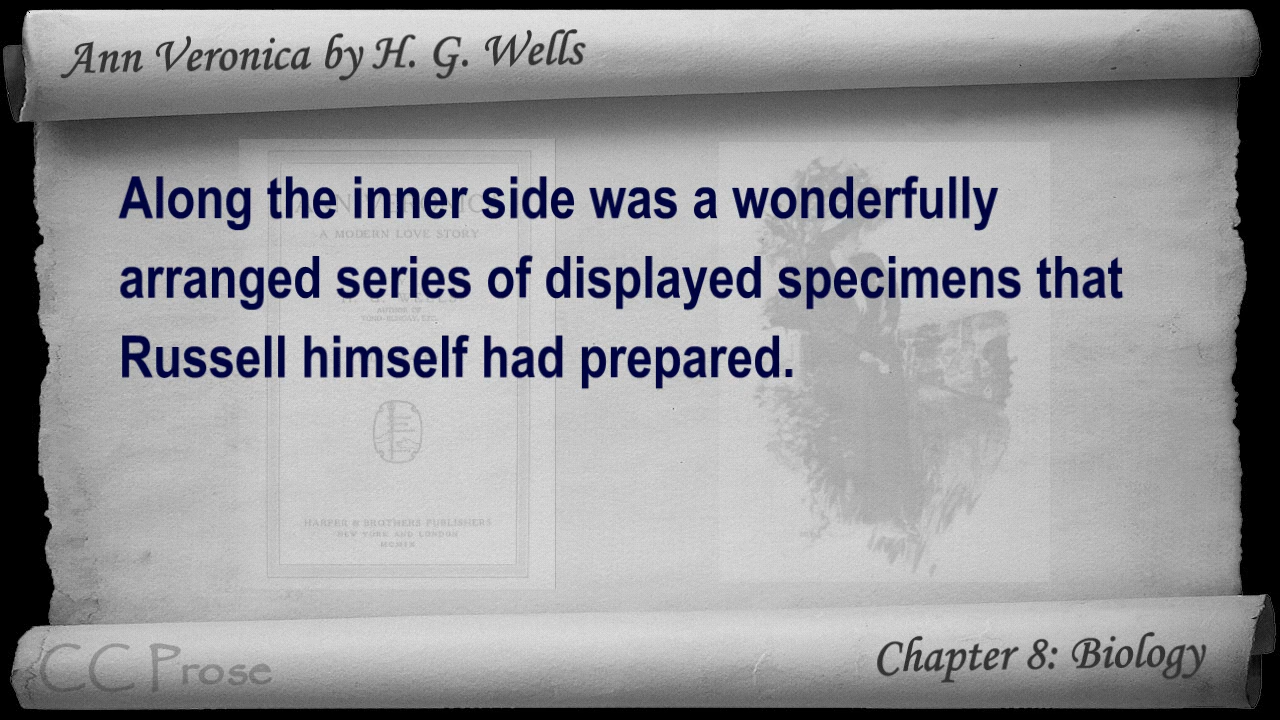 Ann Veronica by H. G. Wells
Along the inner side was a wonderfully
arranged series of displayed specimens that
Russell himself had prepared.
A MODERN LOVE STORY
HARPER & BROTHERS PUBLISHERS
NEW YORK AND LONDON
MCMIX
CC Prose
Chapter 8: Biology